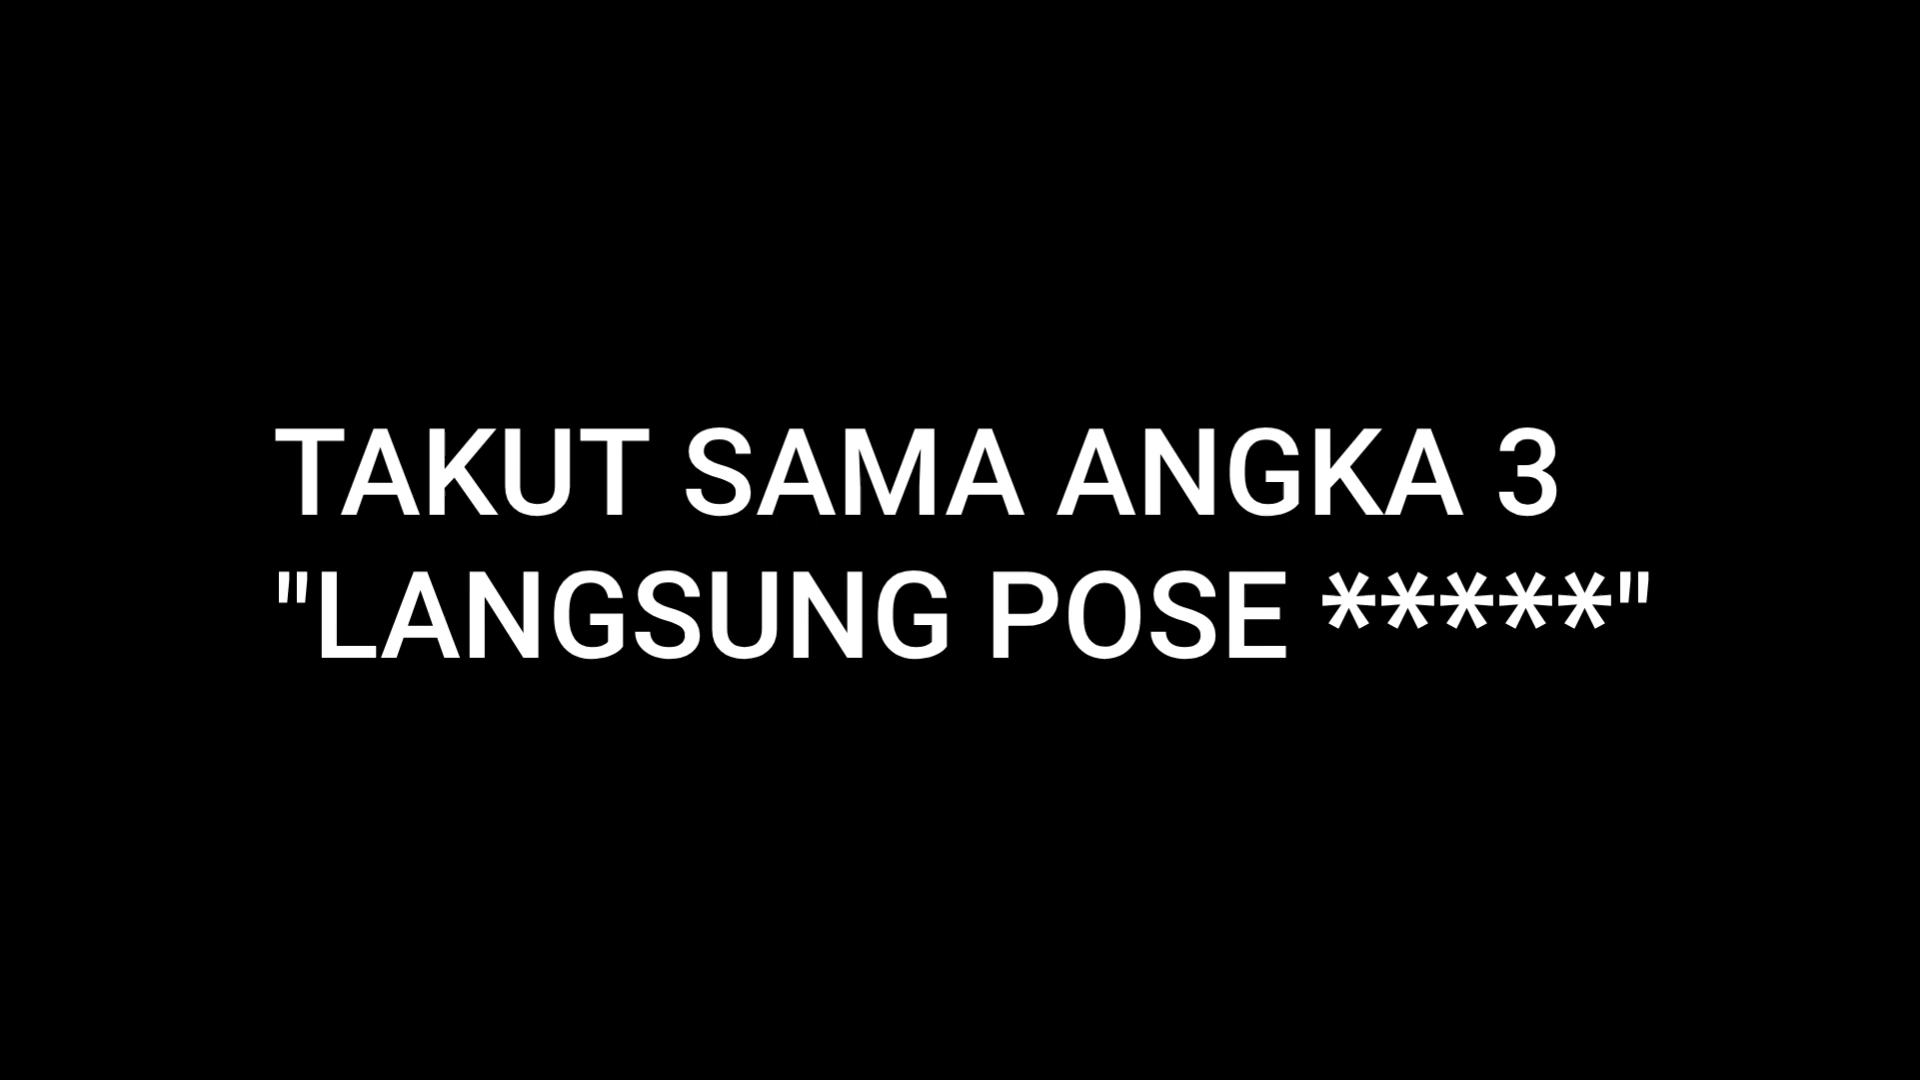 TAKUT SAMA ANGKA 3
"LANGSUNG POSE *****"